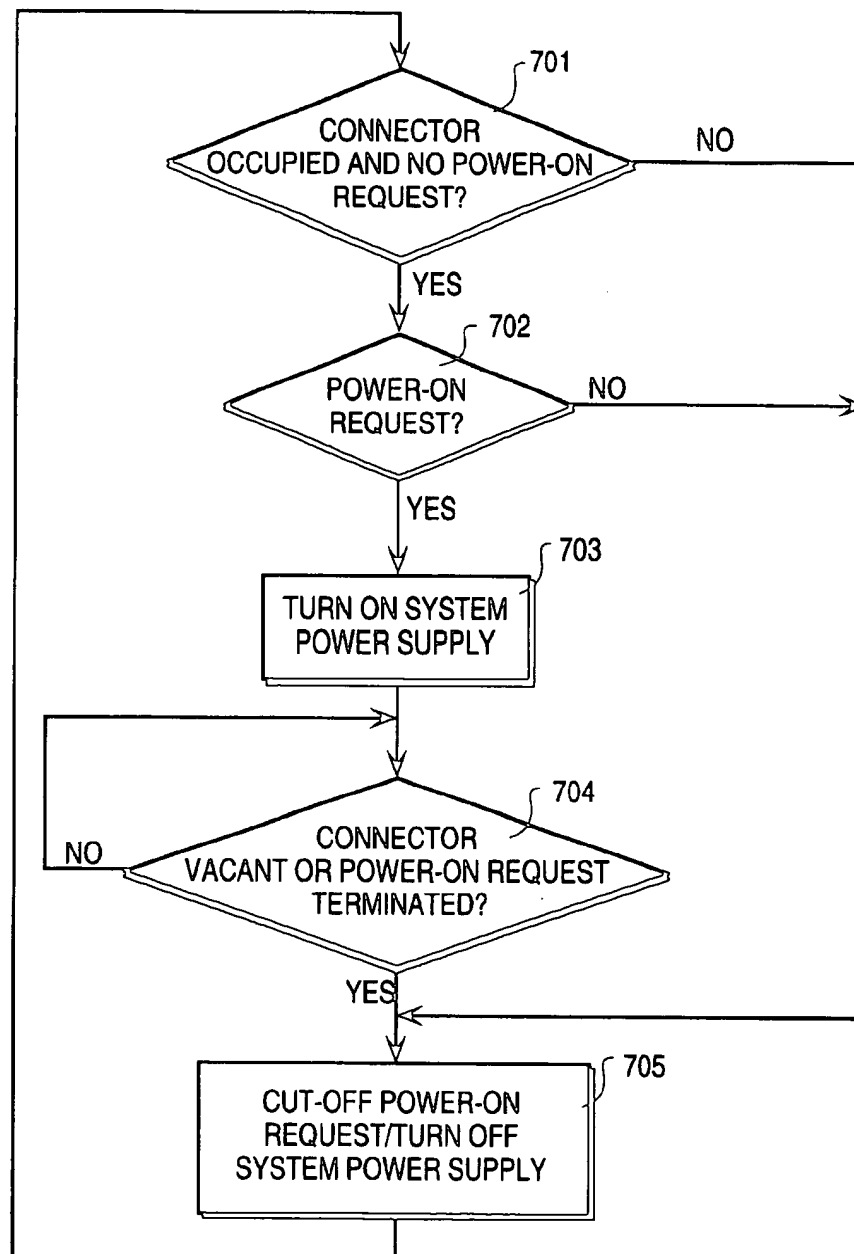 701
CONNECTOR
OCCUPIED AND NO POWER-ON
REQUEST?
NO
YES
702
POWER-ON
REQUEST?
NO
YES
703
TURN ON SYSTEM
POWER SUPPLY
704
CONNECTOR
VACANT OR POWER-ON REQUEST
TERMINATED?
NO
YES
705
CUT-OFF POWER-ON
REQUEST/TURN OFF
SYSTEM POWER SUPPLY